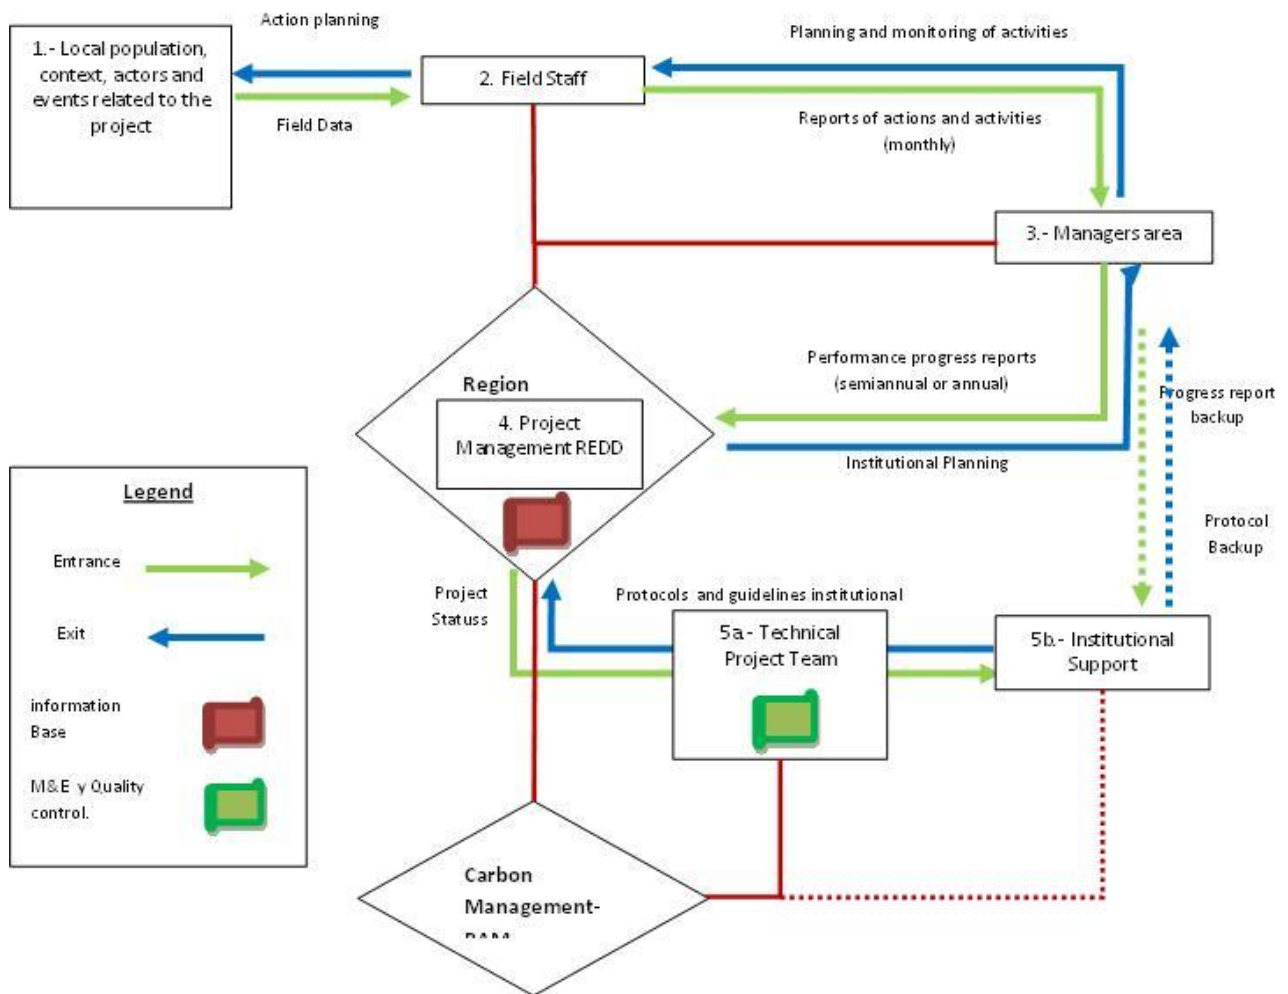 Action planning
1.- Local population,
context, actors and
events related to the
project
Field Data
2. Field Staff
Planning and monitoring of activities
Reports of actions and activities
(monthly)
3.- Managers area
Region
4. Project
Management REDD
Performance progress reports
(semiannual or annual)
Institutional Planning
Progress report
backup
Protocol
Backup
Legend
Entrance
Exit
information
Base
M&E y Quality
control.
Project
Statuss
Protocols and guidelines institutional
5a.- Technical
Project Team
5b.- Institutional
Support
Carbon
Management-